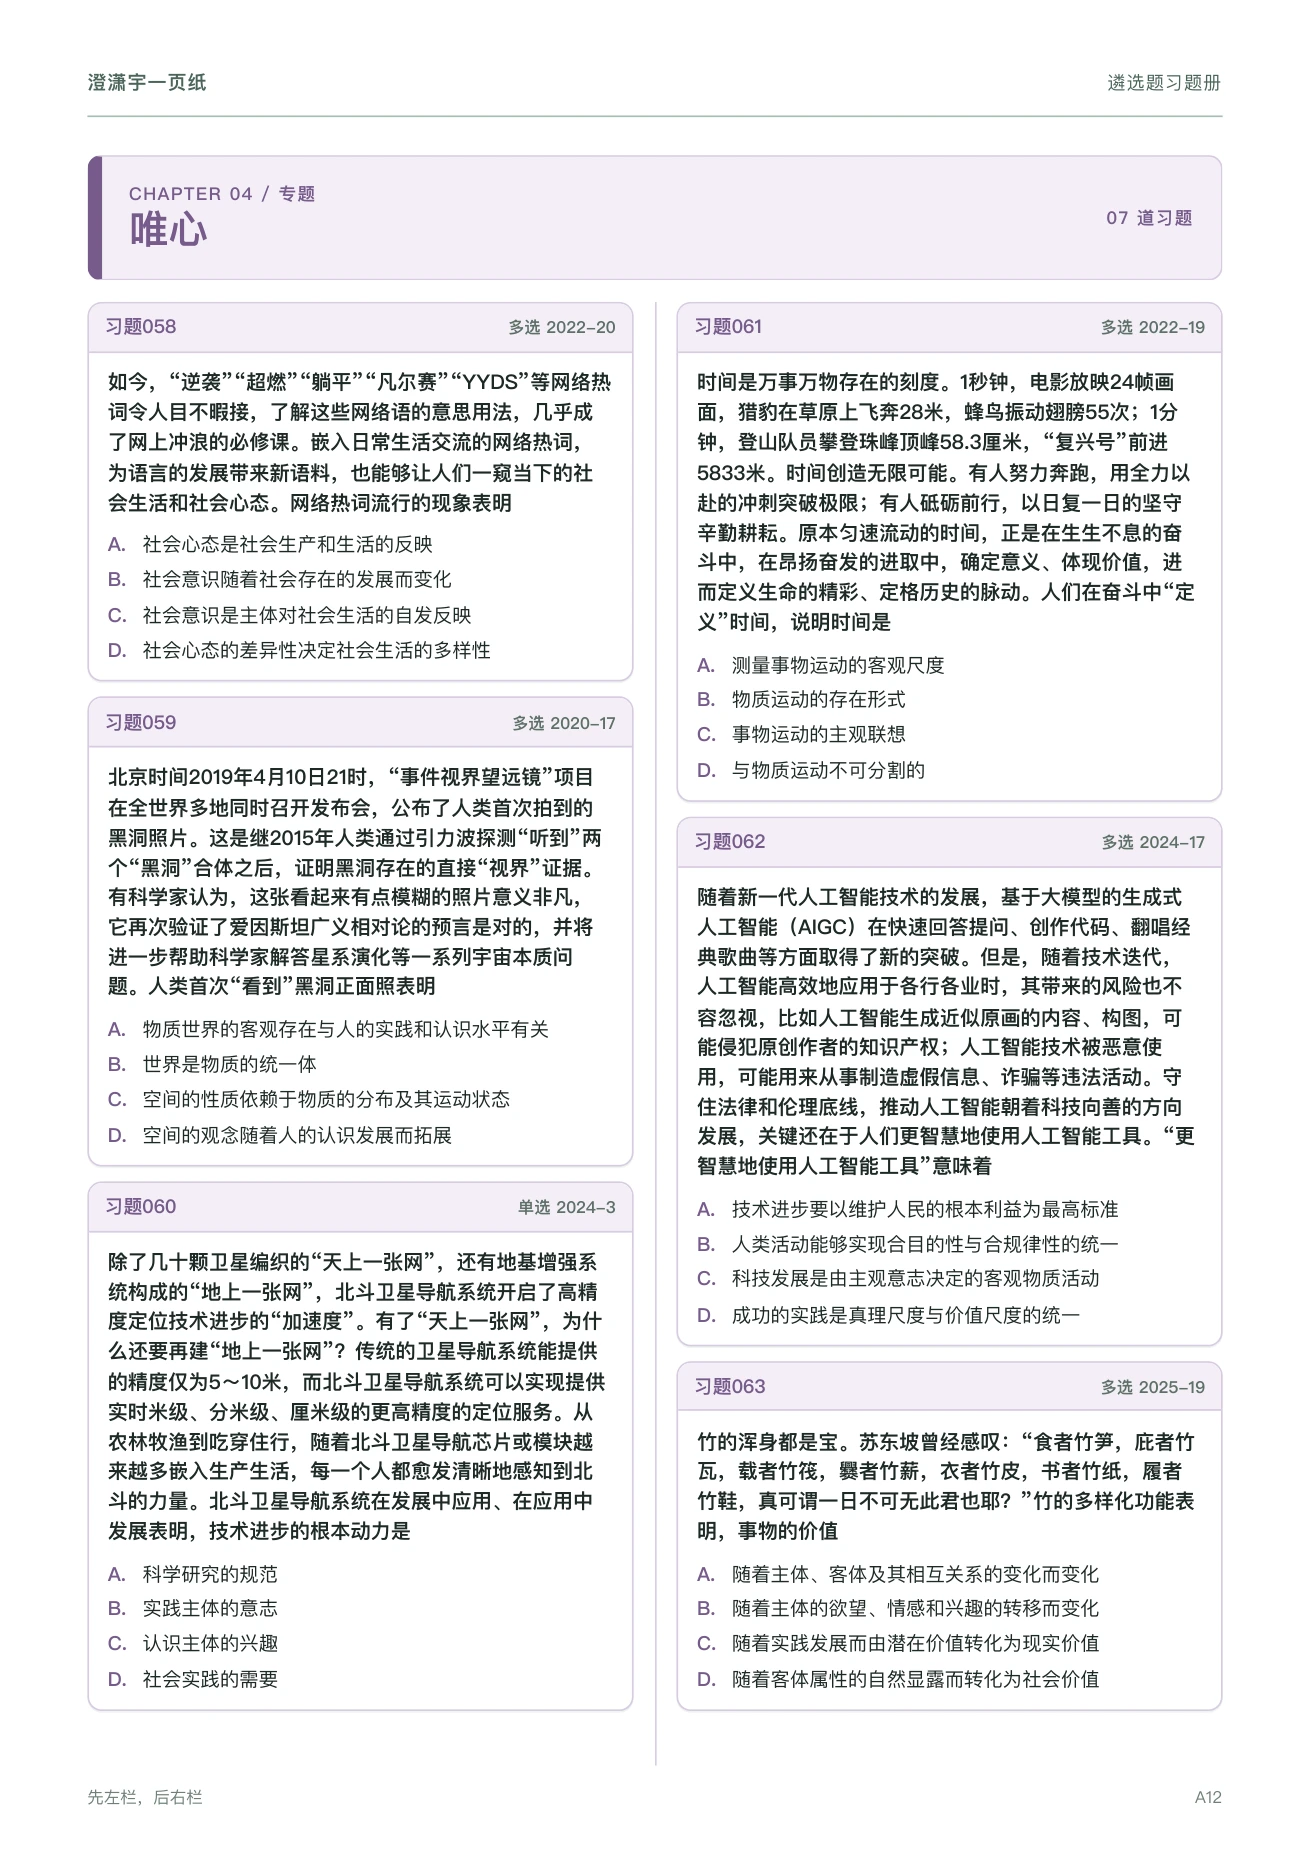 澄潇宇一页纸
遴选题习题册
CHAPTER 04 / 专题
唯心
07 道习题
习题058
多选 2022-20
如今，“逆袭”“超燃”“躺平”“凡尔赛”“YYDS”等网络热
词令人目不暇接，了解这些网络语的意思用法，几乎成
了网上冲浪的必修课。嵌入日常生活交流的网络热词，
为语言的发展带来新语料，也能够让人们一窥当下的社
会生活和社会心态。网络热词流行的现象表明
A. 社会心态是社会生产和生活的反映
B. 社会意识随着社会存在的发展而变化
C. 社会意识是主体对社会生活的自发反映
D. 社会心态的差异性决定社会生活的多样性
习题059
多选 2020-17
北京时间2019年4月10日21时，“事件视界望远镜”项目
在全世界多地同时召开发布会，公布了人类首次拍到的
黑洞照片。这是继2015年人类通过引力波探测“听到”两
个“黑洞”合体之后，证明黑洞存在的直接“视界”证据。
有科学家认为，这张看起来有点模糊的照片意义非凡，
它再次验证了爱因斯坦广义相对论的预言是对的，并将
进一步帮助科学家解答星系演化等一系列宇宙本质问
题。人类首次“看到”黑洞正面照表明
A. 物质世界的客观存在与人的实践和认识水平有关
B. 世界是物质的统一体
C. 空间的性质依赖于物质的分布及其运动状态
D. 空间的观念随着人的认识发展而拓展
习题060
单选 2024-3
除了几十颗卫星编织的“天上一张网”，还有地基增强系
统构成的“地上一张网”，北斗卫星导航系统开启了高精
度定位技术进步的“加速度”。有了“天上一张网”，为什
么还要再建“地上一张网”？传统的卫星导航系统能提供
的精度仅为5～10米，而北斗卫星导航系统可以实现提供
实时米级、分米级、厘米级的更高精度的定位服务。从
农林牧渔到吃穿住行，随着北斗卫星导航芯片或模块越
来越多嵌入生产生活，每一个人都愈发清晰地感知到北
斗的力量。北斗卫星导航系统在发展中应用、在应用中
发展表明，技术进步的根本动力是
A. 科学研究的规范
B. 实践主体的意志
C. 认识主体的兴趣
D. 社会实践的需要
习题061
多选 2022-19
时间是万事万物存在的刻度。1秒钟，电影放映24帧画
面，猎豹在草原上飞奔28米，蜂鸟振动翅膀55次；1分
钟，登山队员攀登珠峰顶峰58.3厘米，“复兴号”前进
5833米。时间创造无限可能。有人努力奔跑，用全力以
赴的冲刺突破极限；有人砥砺前行，以日复一日的坚守
辛勤耕耘。原本匀速流动的时间，正是在生生不息的奋
斗中，在昂扬奋发的进取中，确定意义、体现价值，进
而定义生命的精彩、定格历史的脉动。人们在奋斗中“定
义”时间，说明时间是
A. 测量事物运动的客观尺度
B. 物质运动的存在形式
C. 事物运动的主观联想
D. 与物质运动不可分割的
习题062
多选 2024-17
随着新一代人工智能技术的发展，基于大模型的生成式
人工智能（AIGC）在快速回答提问、创作代码、翻唱经
典歌曲等方面取得了新的突破。但是，随着技术迭代，
人工智能高效地应用于各行各业时，其带来的风险也不
容忽视，比如人工智能生成近似原画的内容、构图，可
能侵犯原创作者的知识产权；人工智能技术被恶意使
用，可能用来从事制造虚假信息、诈骗等违法活动。守
住法律和伦理底线，推动人工智能朝着科技向善的方向
发展，关键还在于人们更智慧地使用人工智能工具。“更
智慧地使用人工智能工具”意味着
A. 技术进步要以维护人民的根本利益为最高标准
B. 人类活动能够实现合目的性与合规律性的统一
C. 科技发展是由主观意志决定的客观物质活动
D. 成功的实践是真理尺度与价值尺度的统一
习题063
多选 2025-19
竹的浑身都是宝。苏东坡曾经感叹：“食者竹笋，庇者竹
瓦，载者竹筏，爨者竹薪，衣者竹皮，书者竹纸，履者
竹鞋，真可谓一日不可无此君也耶？”竹的多样化功能表
明，事物的价值
A. 随着主体、客体及其相互关系的变化而变化
B. 随着主体的欲望、情感和兴趣的转移而变化
C. 随着实践发展而由潜在价值转化为现实价值
D. 随着客体属性的自然显露而转化为社会价值
先左栏，后右栏
A12